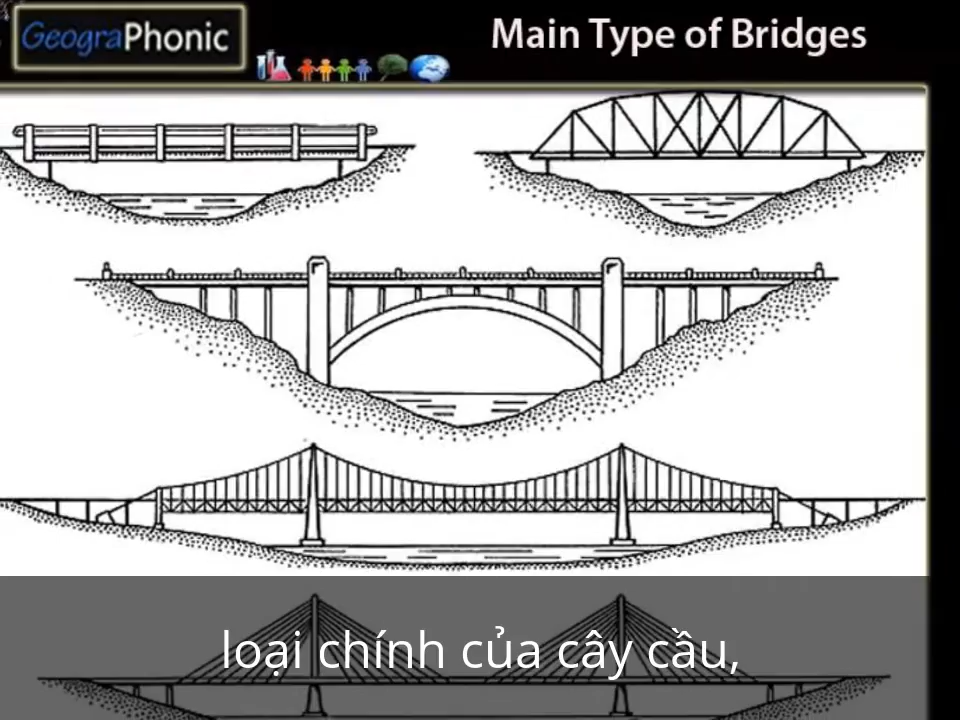 GeograPhonic
Main Type of Bridges
loại chính của cây cầu,